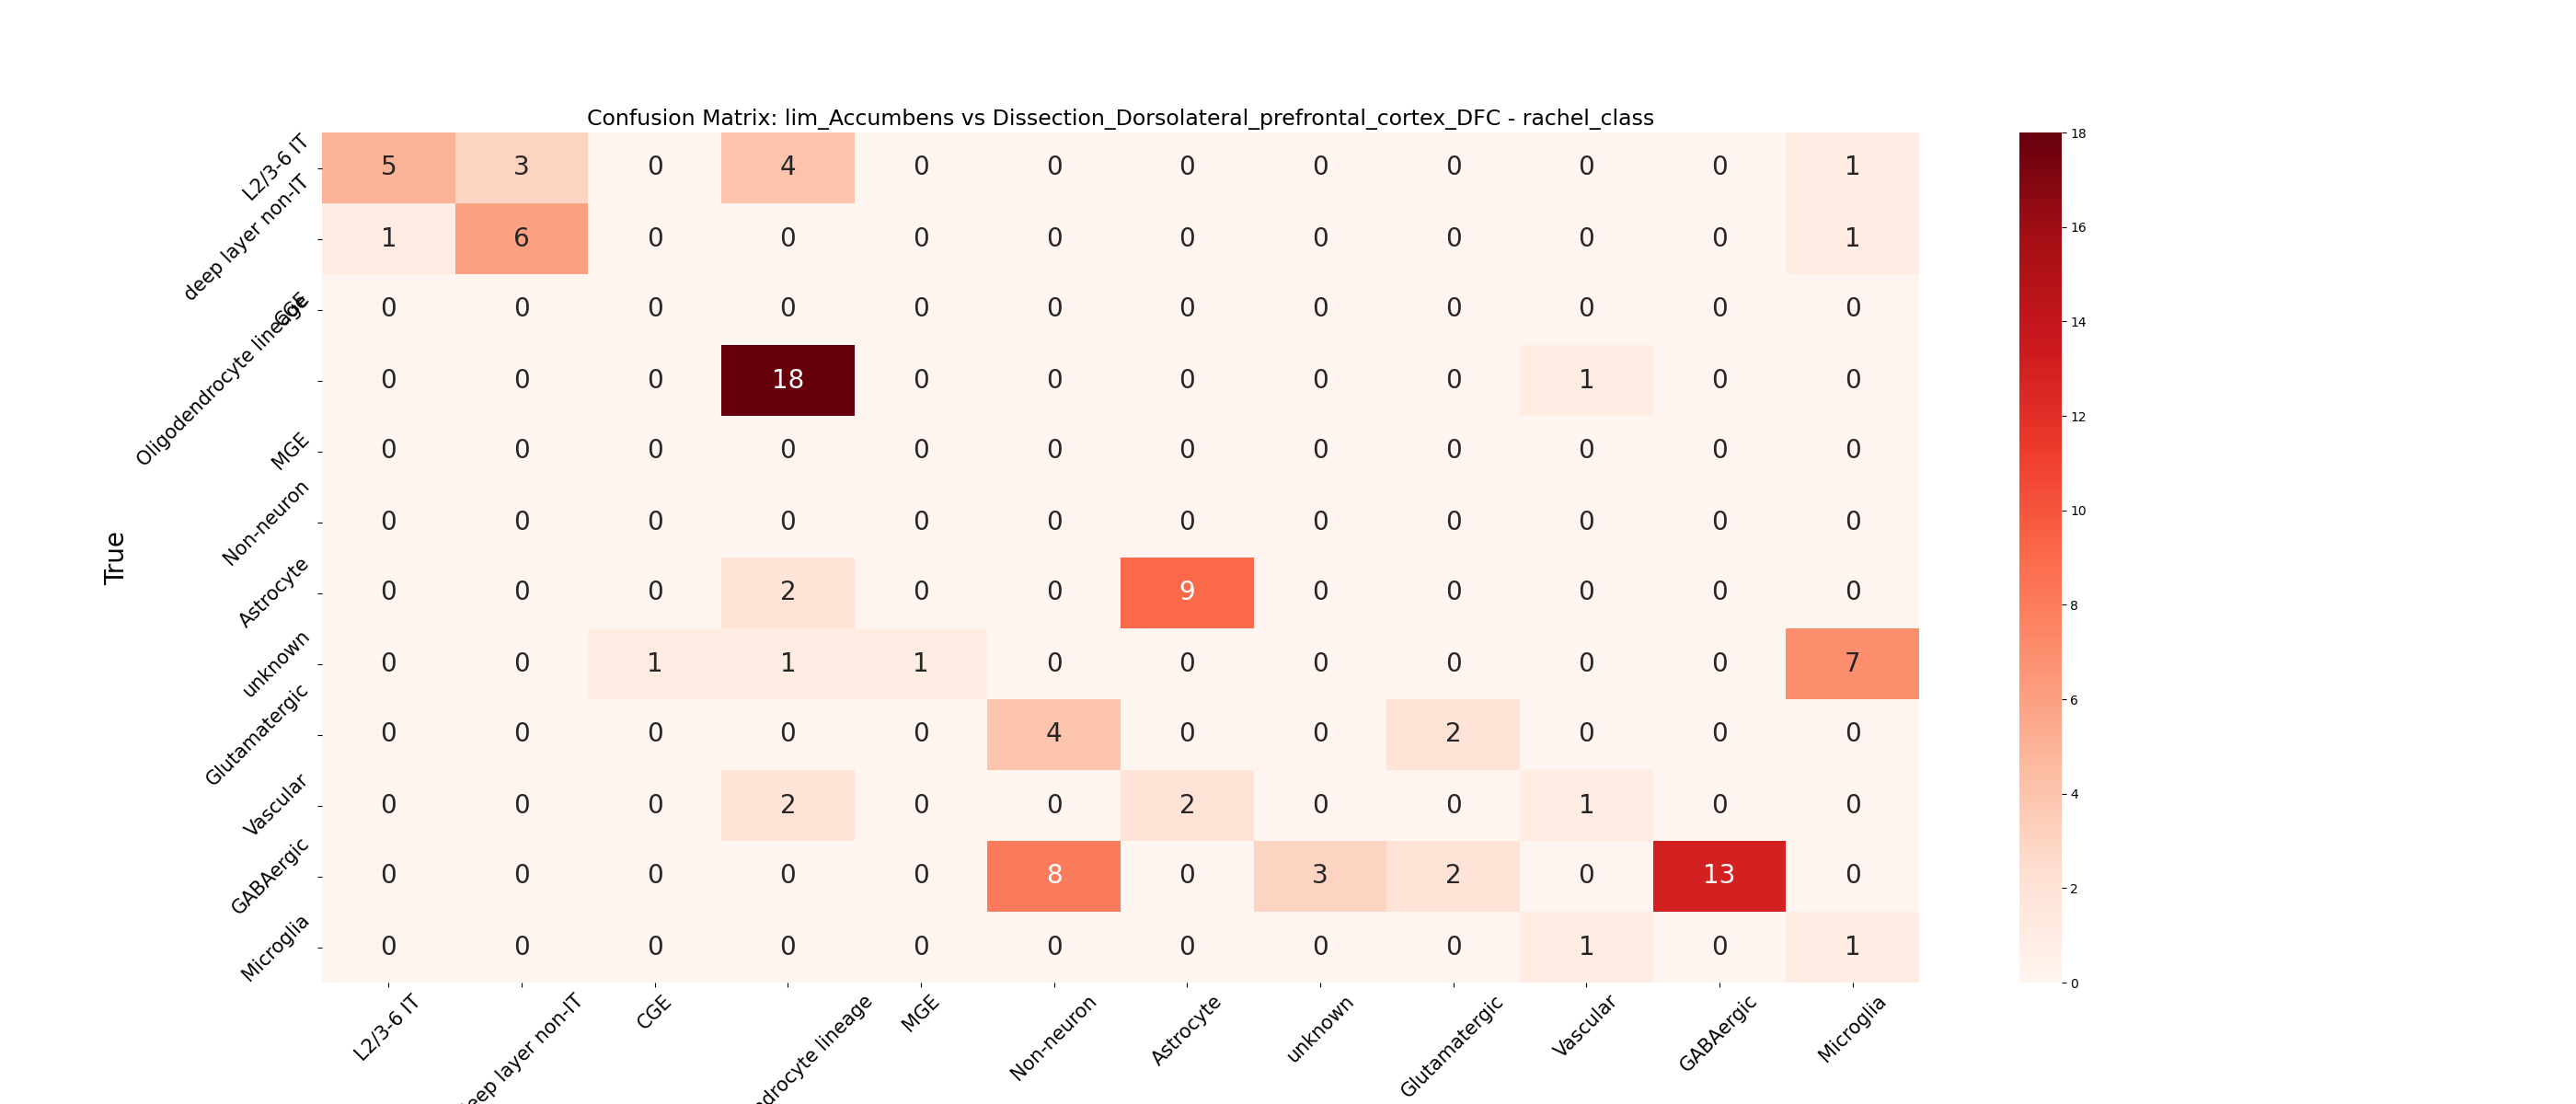 Confusion Matrix: lim_Accumbens vs Dissection_Dorsolateral_prefrontal_cortex_DFC - rachel_class
True
L2/3-6 IT 5 3 0 4 0 0 0 0 0 0 0 1
deep layer non-IT 1 6 0 0 0 0 0 0 0 0 0 1
CGE 0 0 0 0 0 0 0 0 0 0 0 0
Oligodendrocyte lineage 0 0 0 18 0 0 0 0 0 1 0 0
MGE 0 0 0 0 0 0 0 0 0 0 0 0
Non-neuron 0 0 0 0 0 0 0 0 0 0 0 0
Astrocyte 0 0 0 2 0 0 9 0 0 0 0 0
unknown 0 0 1 1 1 0 0 0 0 0 0 7
Glutamatergic 0 0 0 0 0 4 0 0 2 0 0 0
Vascular 0 0 0 2 0 0 2 0 0 1 0 0
GABAergic 0 0 0 0 0 8 0 3 2 0 13 0
Microglia 0 0 0 0 0 0 0 0 0 1 0 1
L2/3-6 IT
eep layer non-IT
CGE
ndrocyte lineage
MGE
Non-neuron
Astrocyte
unknown
Glutamatergic
Vascular
GABAergic
Microglia
18
16
14
12
10
8
6
4
2
0